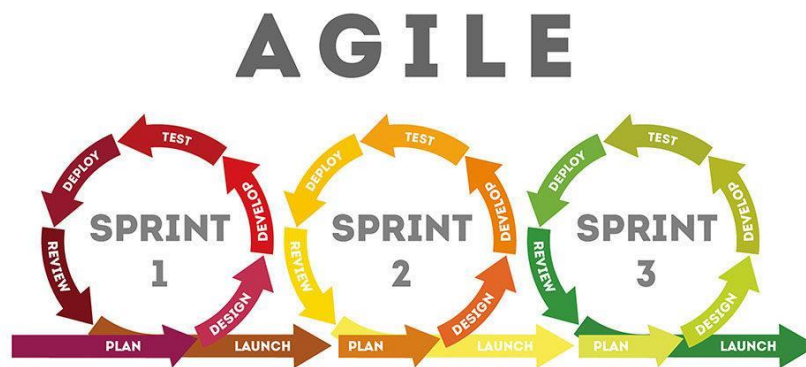 AGILE
SPRINT
1
PLAN
DESIGN
DEVELOP
TEST
DEPLOY
REVIEW
LAUNCH
SPRINT
2
PLAN
DESIGN
DEVELOP
TEST
DEPLOY
REVIEW
LAUNCH
SPRINT
3
PLAN
DESIGN
DEVELOP
TEST
DEPLOY
REVIEW
LAUNCH